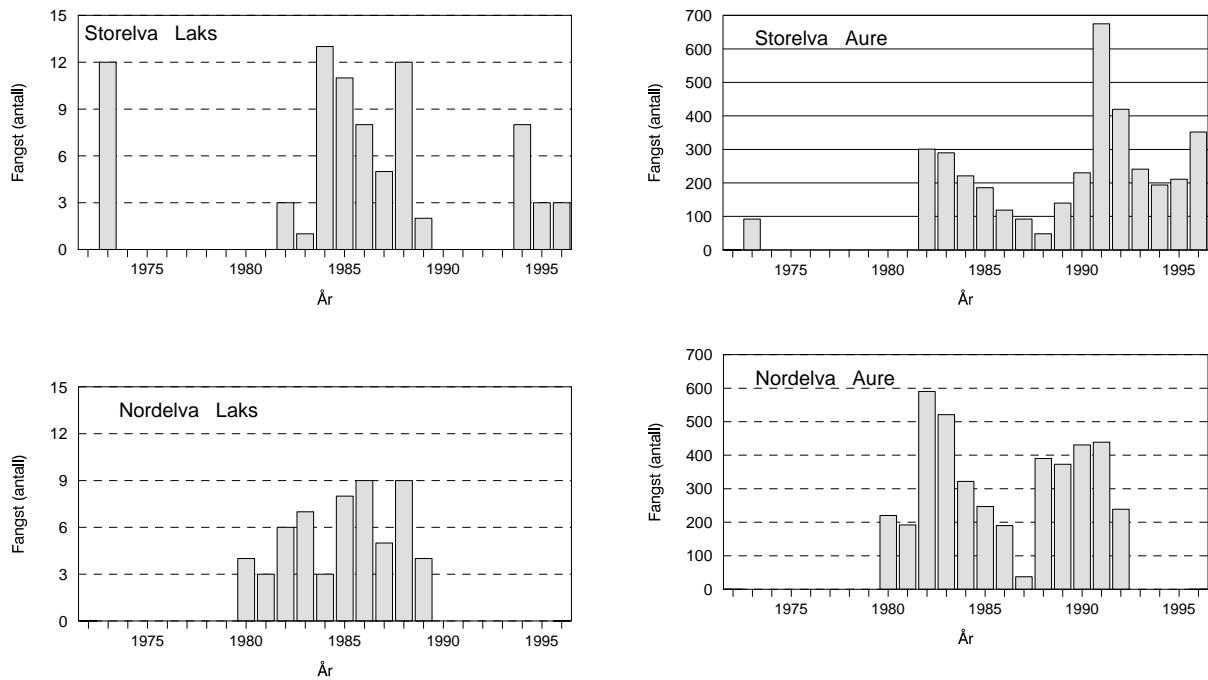 Storelva Laks
Fangst (antall)
15
12
9
6
3
0
1975 1980 1985 1990 1995
År
Storelva Aure
Fangst (antall)
700
600
500
400
300
200
100
0
1975 1980 1985 1990 1995
År
Nordelva Laks
Fangst (antall)
15
12
9
6
3
0
1975 1980 1985 1990 1995
År
Nordelva Aure
Fangst (antall)
700
600
500
400
300
200
100
0
1975 1980 1985 1990 1995
År